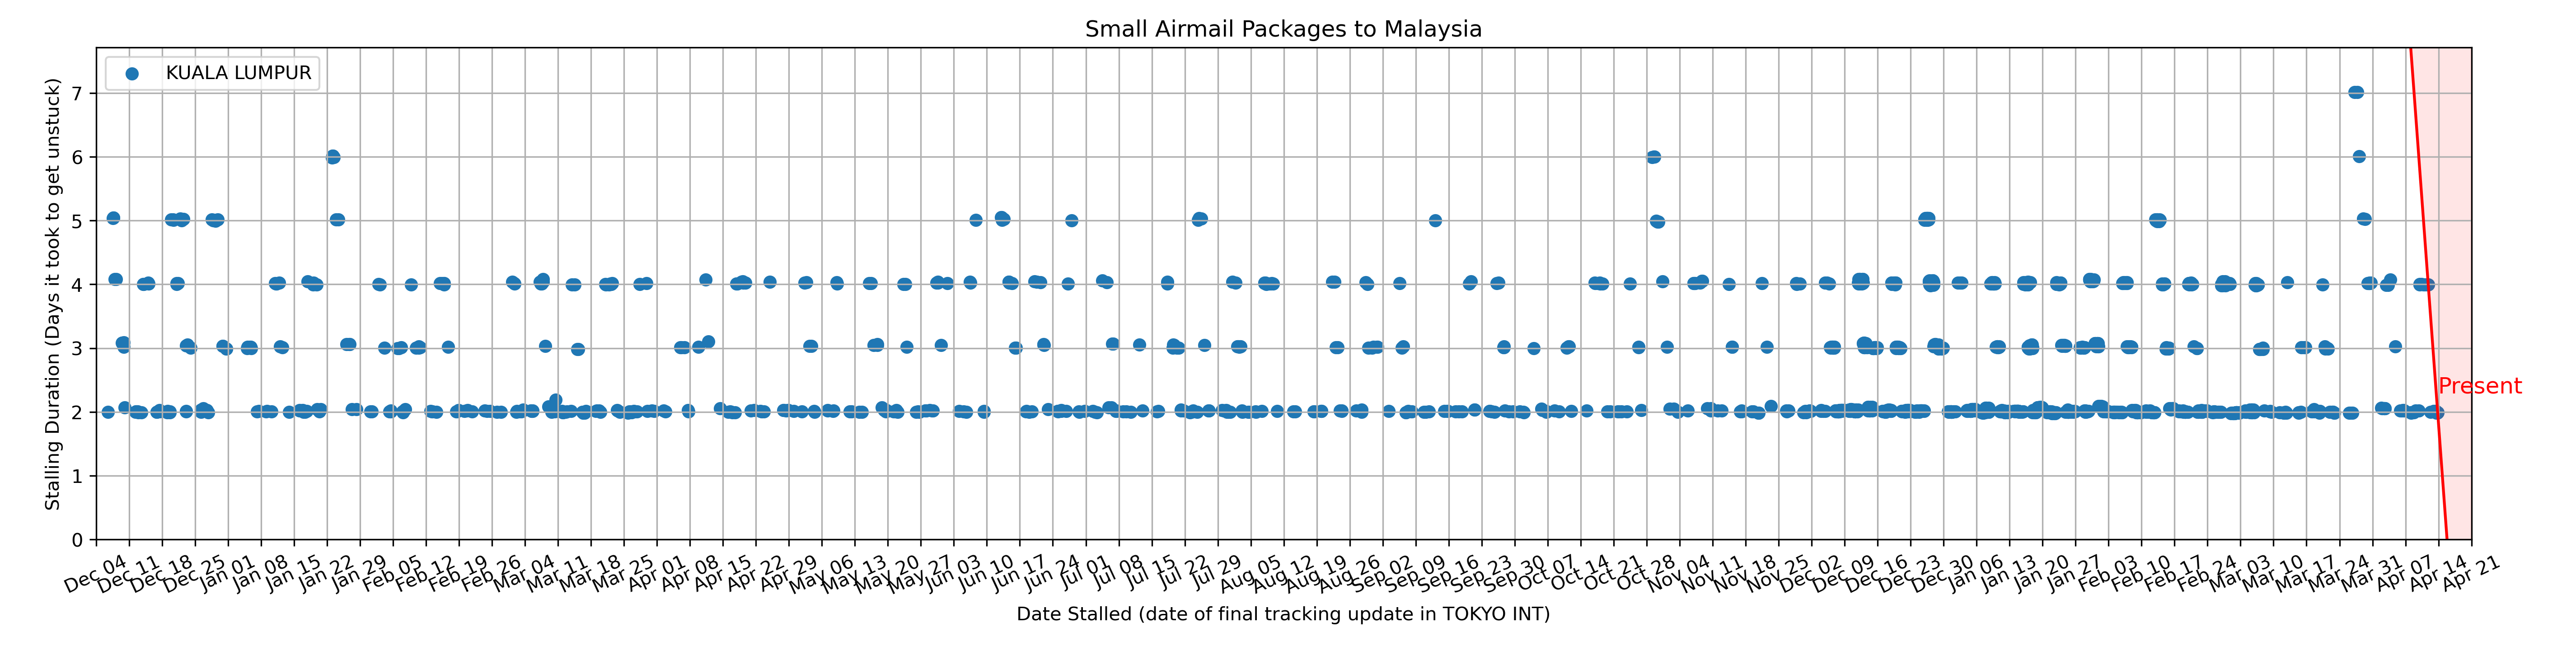 Small Airmail Packages to Malaysia
KUALA LUMPUR
Stalling Duration (Days it took to get unstuck)
7
6
5
4
3
2
1
0
Present
Dec 04 Dec 11 Dec 18 Dec 25 Jan 01 Jan 08 Jan 15 Jan 22 Jan 29 Feb 05 Feb 12 Feb 19 Feb 26 Mar 04 Mar 11 Mar 18 Mar 25 Apr 01 Apr 08 Apr 15 Apr 22 Apr 29 May 06 May 13 May 20 May 27 Jun 03 Jun 10 Jun 17 Jun 24 Jul 01 Jul 08 Jul 15 Jul 22 Jul 29 Aug 05 Aug 12 Aug 19 Aug 26 Sep 02 Sep 09 Sep 16 Sep 23 Sep 30 Oct 07 Oct 14 Oct 21 Oct 28 Nov 04 Nov 11 Nov 18 Nov 25 Dec 02 Dec 09 Dec 16 Dec 23 Dec 30 Jan 06 Jan 13 Jan 20 Jan 27 Feb 03 Feb 10 Feb 17 Feb 24 Mar 03 Mar 10 Mar 17 Mar 24 Mar 31 Apr 07 Apr 14 Apr 21
Date Stalled (date of final tracking update in TOKYO INT)